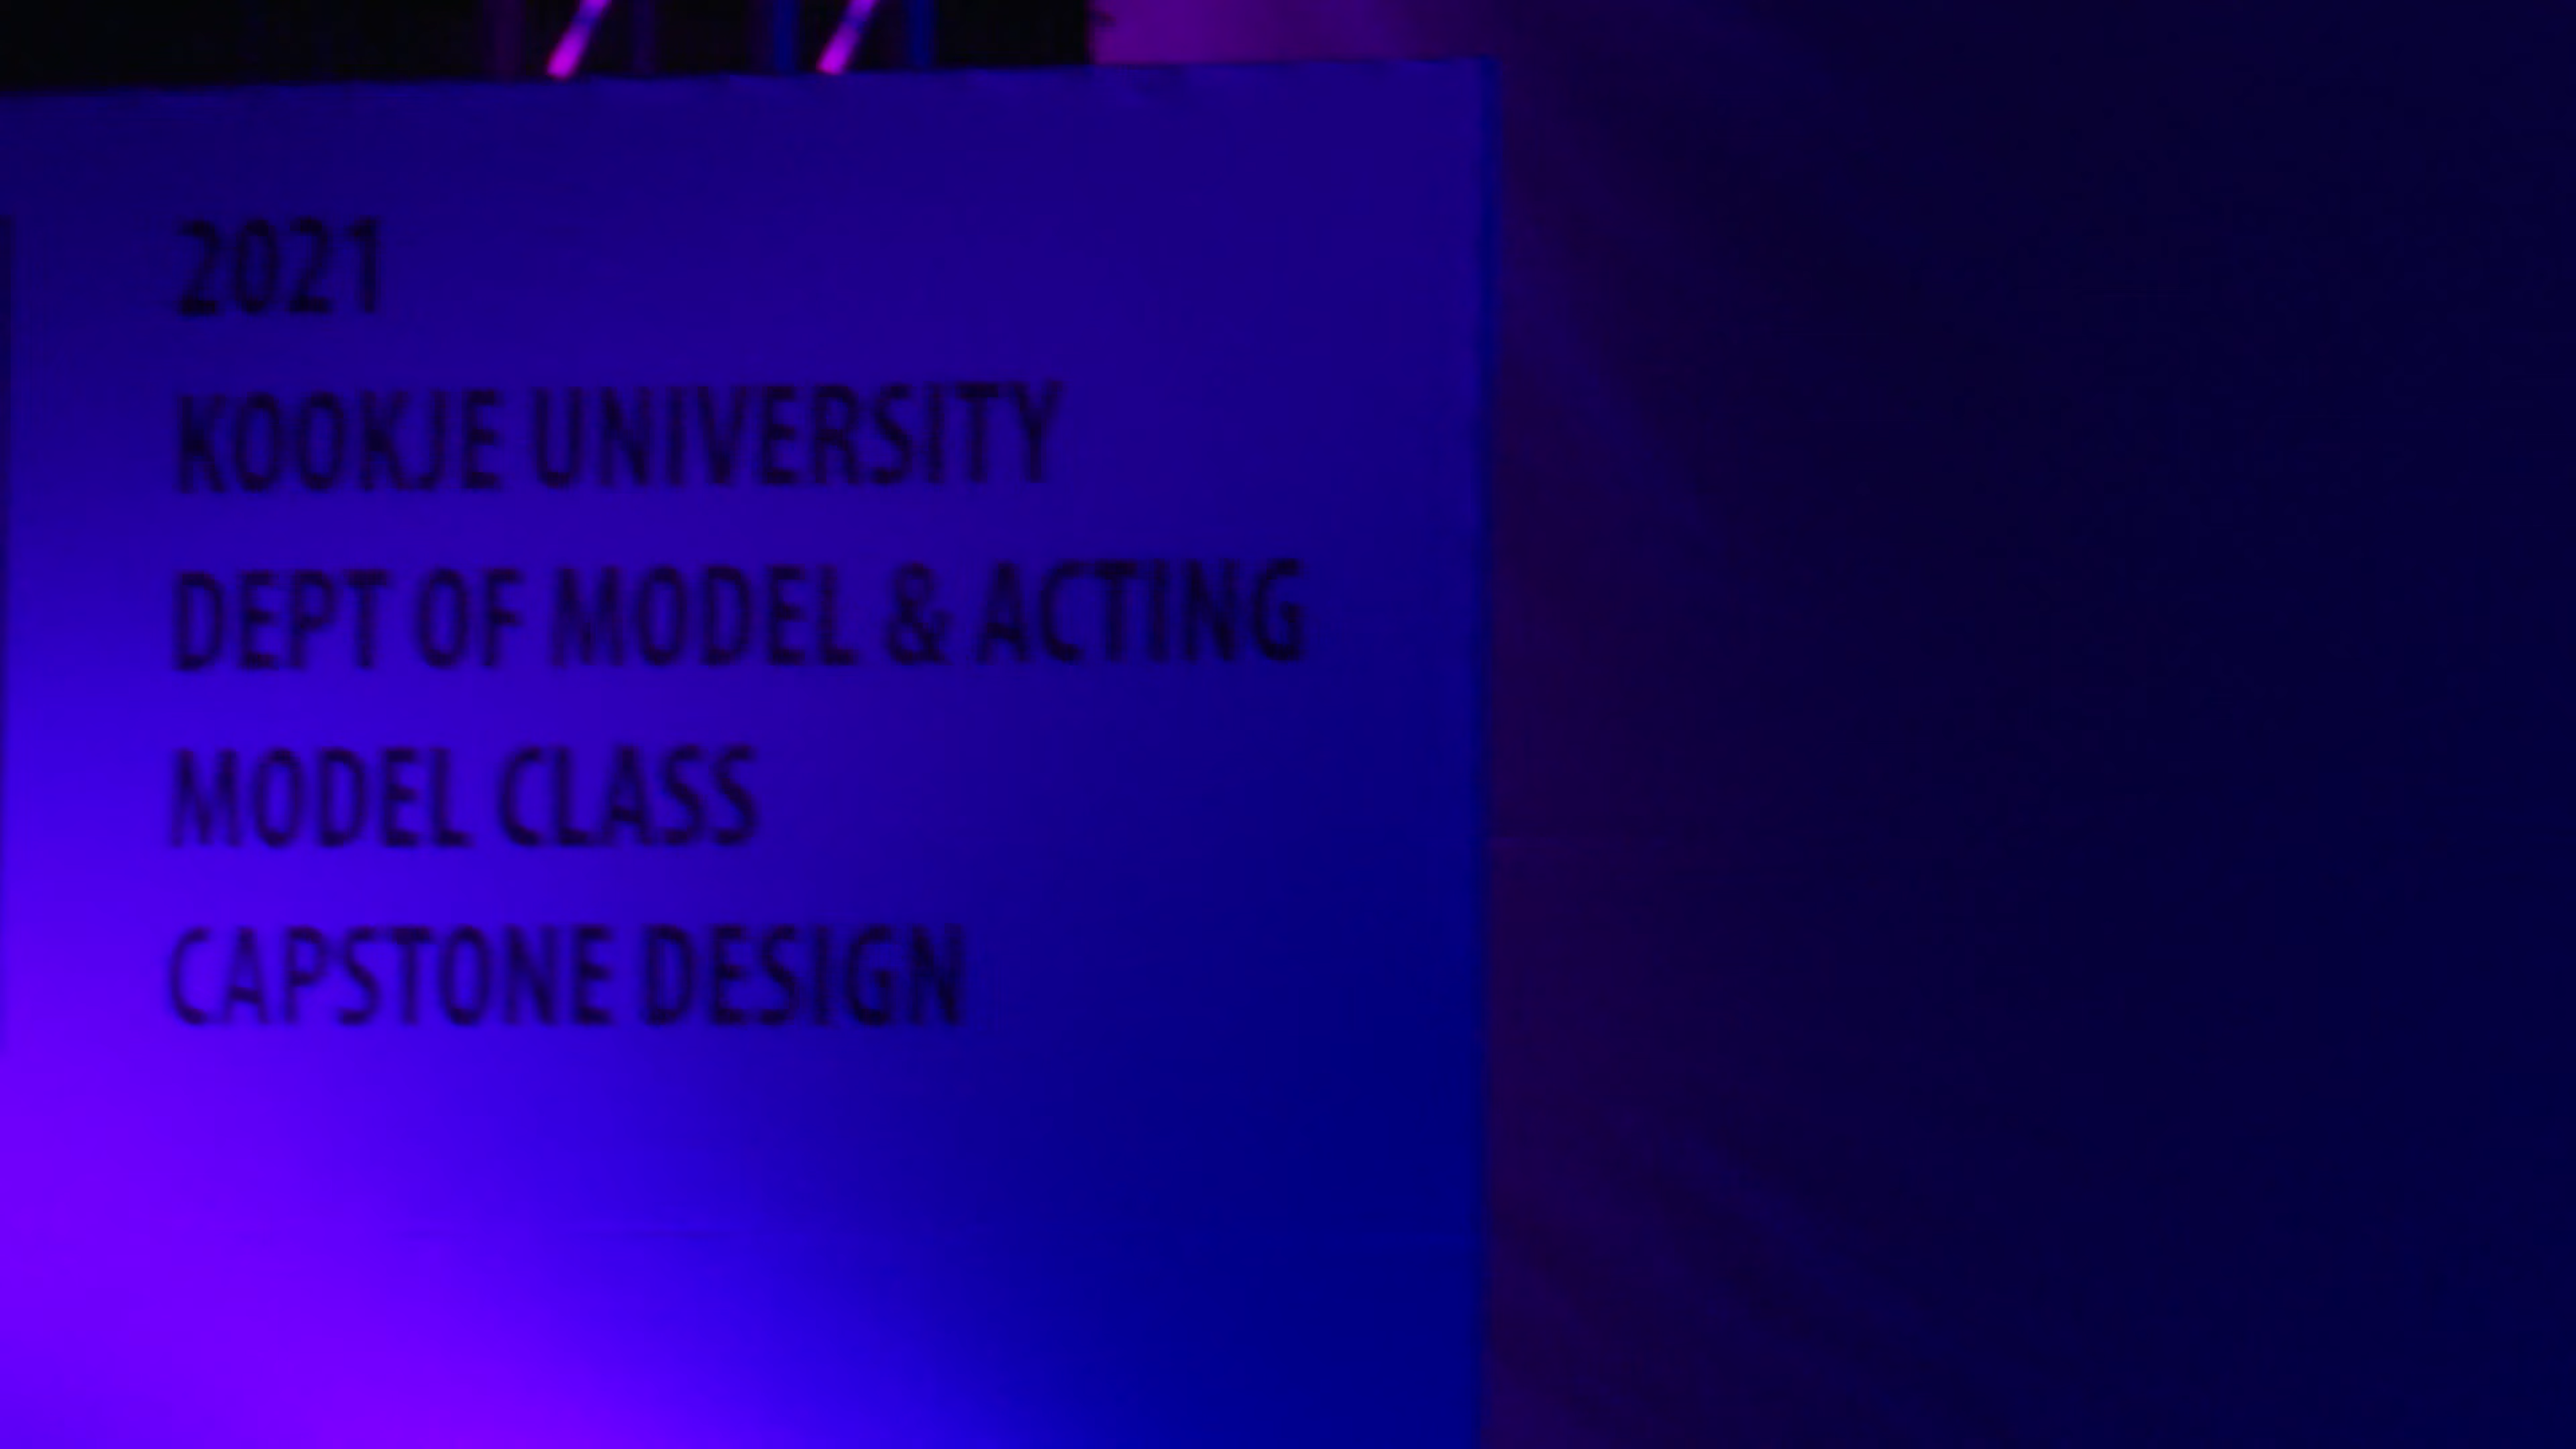 2021
KOOKJE UNIVERSITY
DEPT OF MODEL & ACTING
MODEL CLASS
CAPSTONE DESIGN